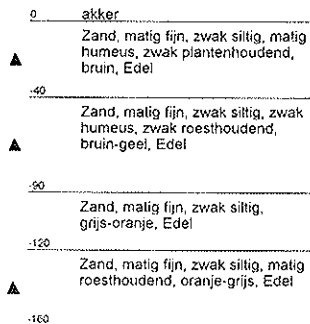 0 akker
Zand, matig fijn, zwak siltig, matig
humeus, zwak plantenhoudend,
bruin, Edel
-40
Zand, matig fijn, zwak siltig, zwak
humeus, zwak roesthoudend,
bruin-geel, Edel
-90
Zand, matig fijn, zwak siltig,
grijs-oranje, Edel
-120
Zand, matig fijn, zwak siltig, matig
roesthoudend, oranje-grijs, Edel
-160